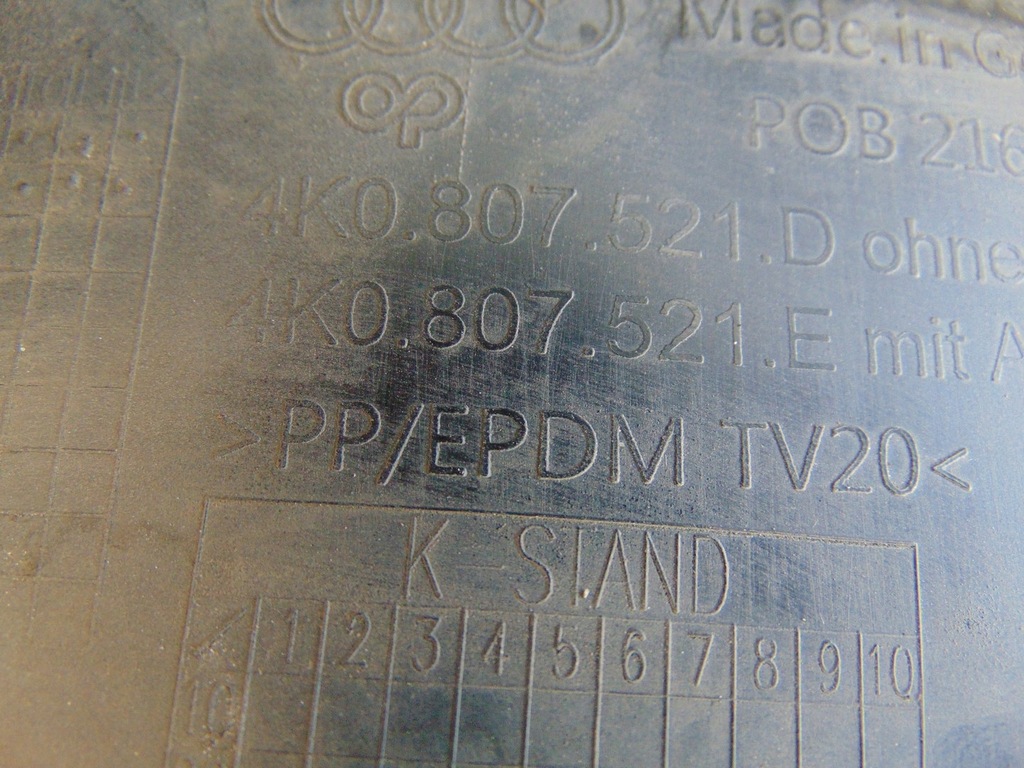 Made in
OP
POB 216
4K0.807.521.D ohne
4K0.807.521.E mit A
>PP/EPDM TV20<
K-STAND
1 2 3 4 5 6 7 8 9 10
10